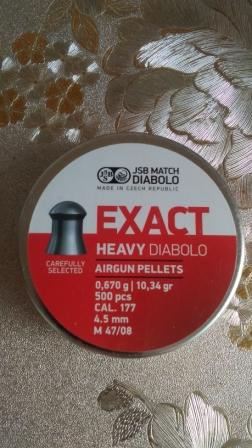 JSB
JSB MATCH
DIABOLO
MADE IN CZECH REPUBLIC
EXACT
HEAVY DIABOLO
CAREFULLY
SELECTED
AIRGUN PELLETS
0,670 g | 10,34 gr
500 pcs
CAL. 177
4.5 mm
M 47/08